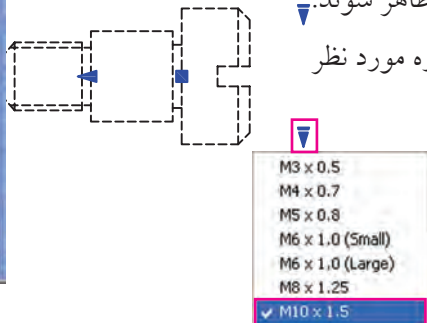 ظاهر شوند.
ره مورد نظر
M3 x 0.5
M4 x 0.7
M5 x 0.8
M6 x 1.0 (Small)
M6 x 1.0 (Large)
M8 x 1.25
✓ M10 x 1.5